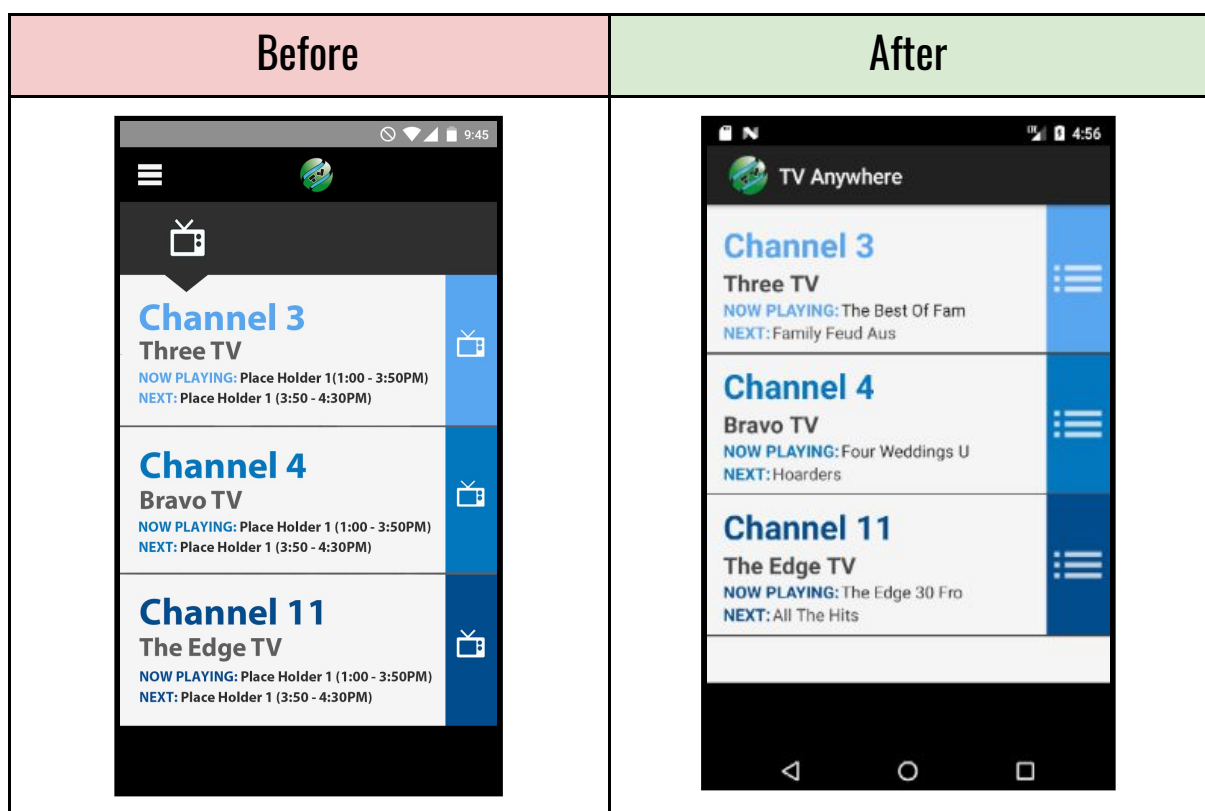 Before
After
9:45
Channel 3
Three TV
NOW PLAYING: Place Holder 1(1:00 - 3:50PM)
NEXT: Place Holder 1 (3:50 - 4:30PM)
Channel 4
Bravo TV
NOW PLAYING: Place Holder 1 (1:00 - 3:50PM)
NEXT: Place Holder 1 (3:50 - 4:30PM)
Channel 11
The Edge TV
NOW PLAYING: Place Holder 1 (1:00 - 3:50PM)
NEXT: Place Holder 1 (3:50 - 4:30PM)
4:56
TV Anywhere
Channel 3
Three TV
NOW PLAYING: The Best Of Fam
NEXT: Family Feud Aus
Channel 4
Bravo TV
NOW PLAYING: Four Weddings U
NEXT: Hoarders
Channel 11
The Edge TV
NOW PLAYING: The Edge 30 Fro
NEXT: All The Hits